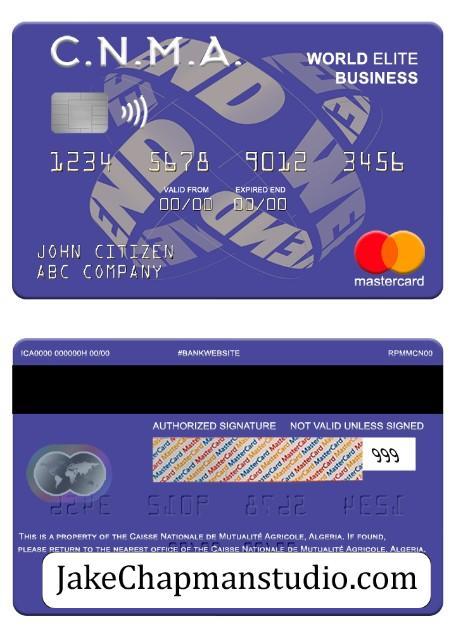 C.N.M.A.
WORLD ELITE
BUSINESS
1234 5678 9012 3456
VALID FROM EXPIRED END
00/00 03/00
JOHN CITIZEN
ABC COMPANY
mastercard
ICA0000 000000H 00/00 #BANKWEBSITE RPMMCN00
AUTHORIZED SIGNATURE NOT VALID UNLESS SIGNED
999
THIS IS A PROPERTY OF THE CAISSE NATIONALE DE MUTUALITÉ AGRICOLE, ALGERIA. IF FOUND,
PLEASE RETURN TO THE NEAREST OFFICE OF THE CAISSE NATIONALE DE MUTUALITÉ AGRICOLE, ALGERIA.
JakeChapmanstudio.com